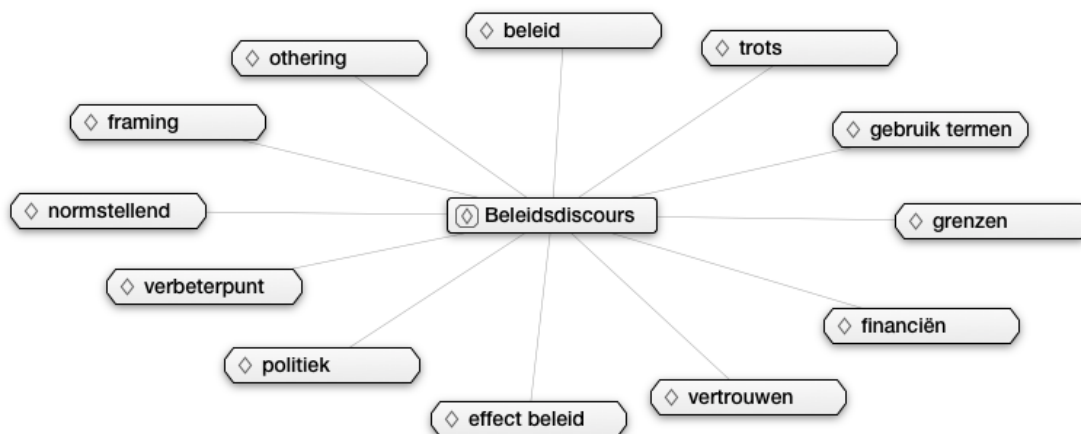 beleid
trots
othering
framing
gebruik termen
normstellend
Beleidsdiscours
grenzen
verbeterpunt
financiën
politiek
vertrouwen
effect beleid